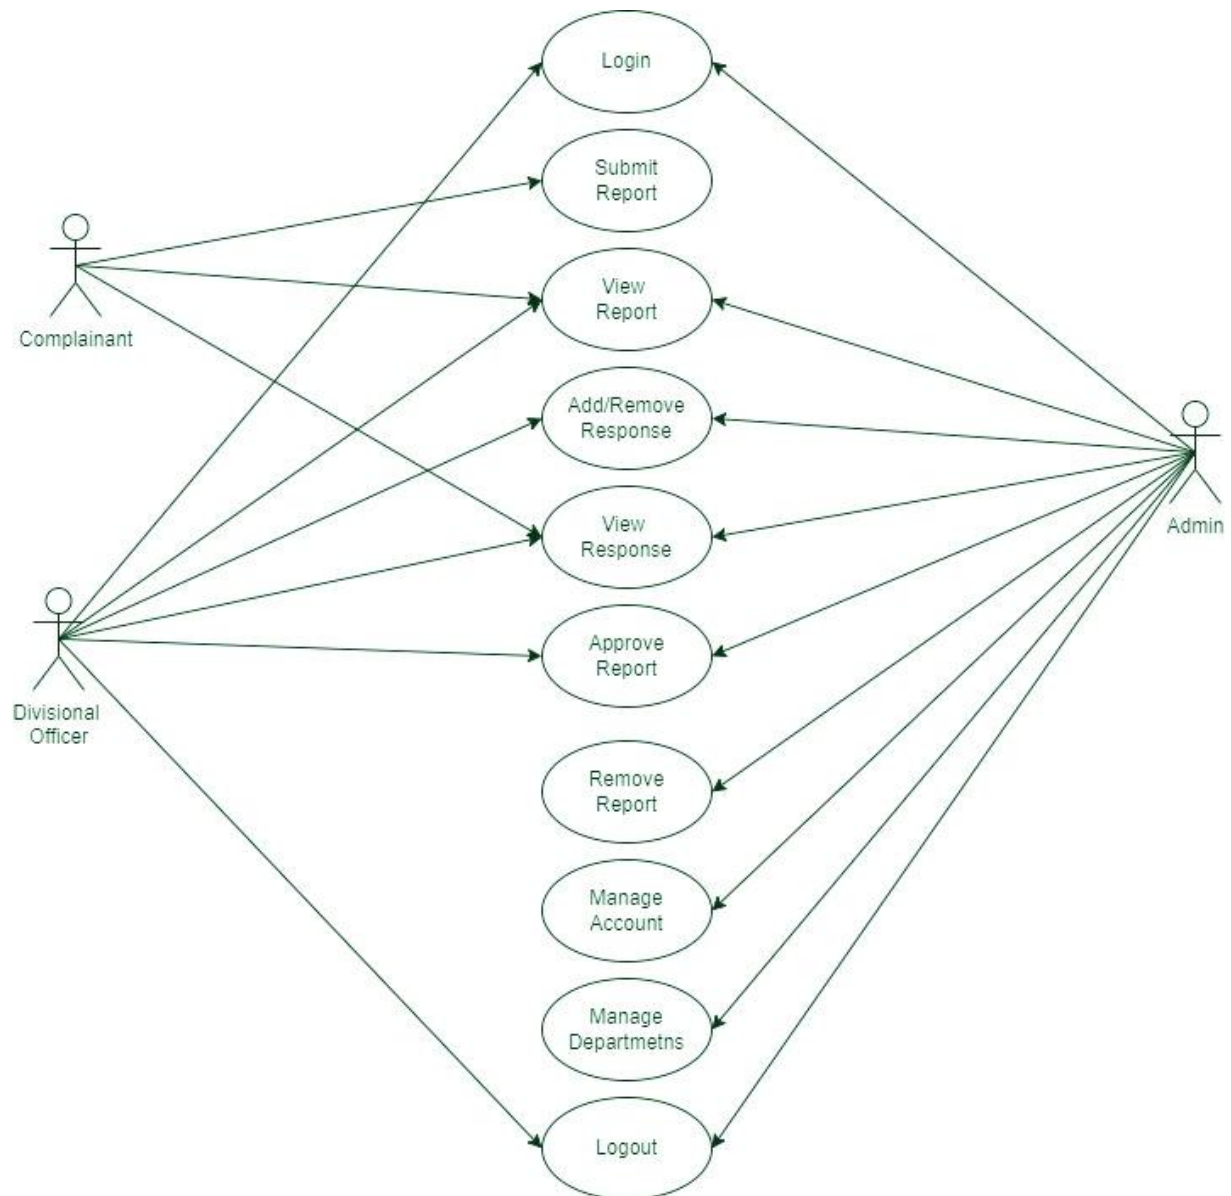 Login
Submit
Report
View
Report
Complainant
Add/Remove
Response
View
Response
Admin
Approve
Report
Divisional
Officer
Remove
Report
Manage
Account
Manage
Departmetns
Logout